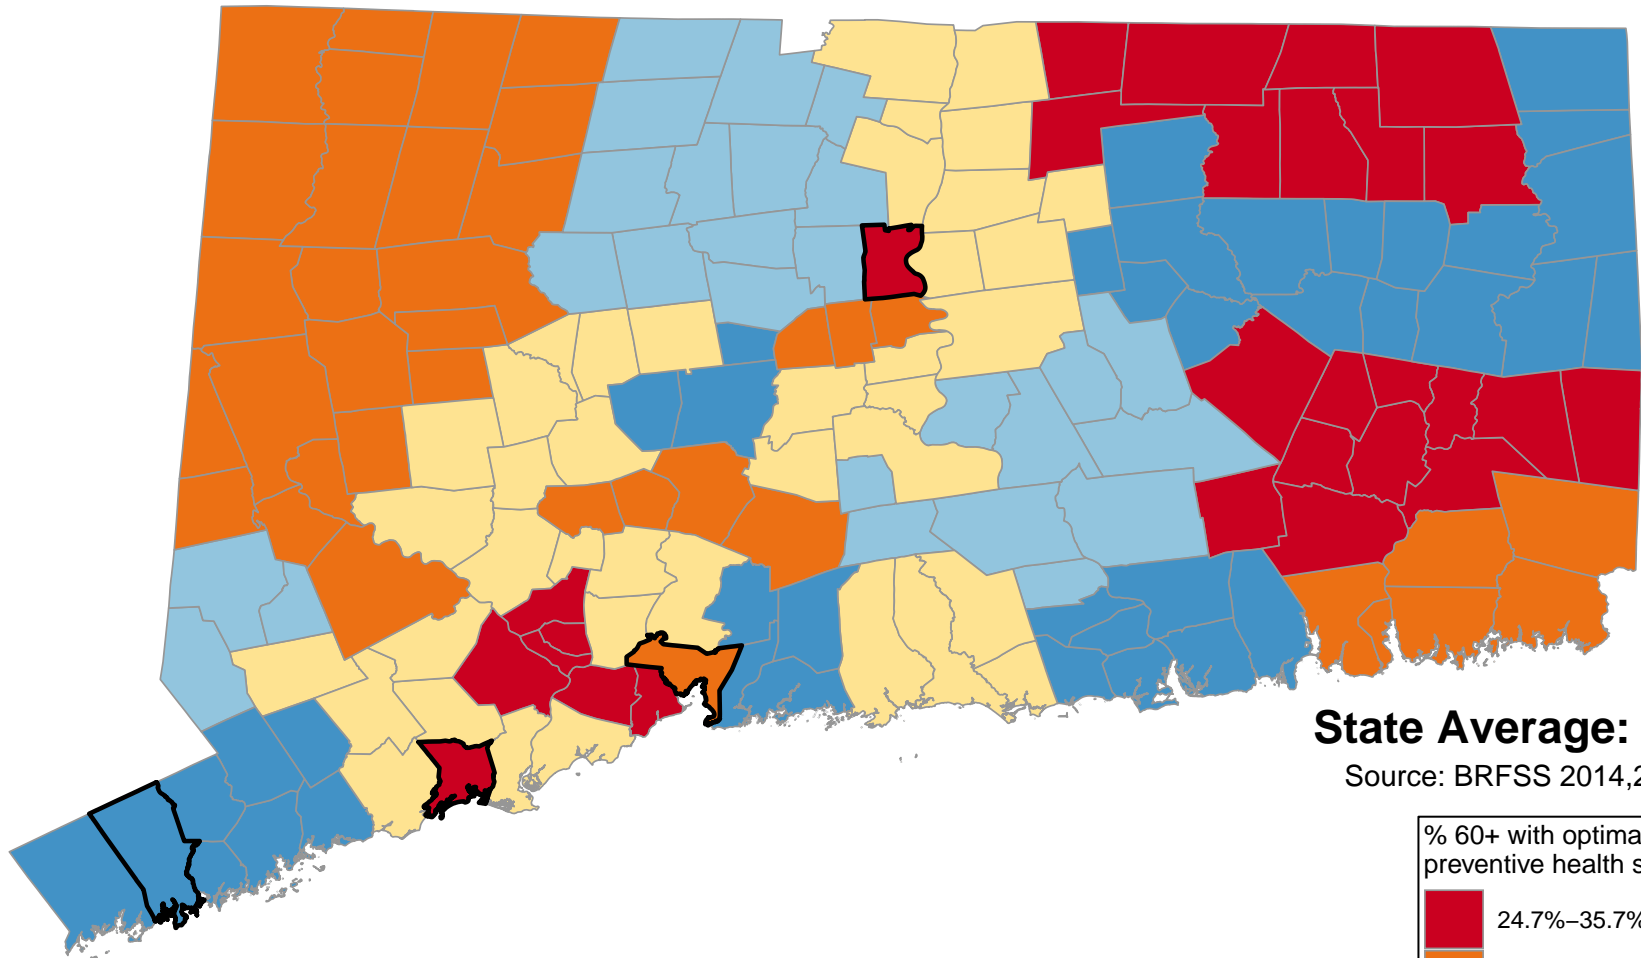 State Average:
Source: BRFSS 2014,2
% 60+ with optima
preventive health s
24.7%–35.7%